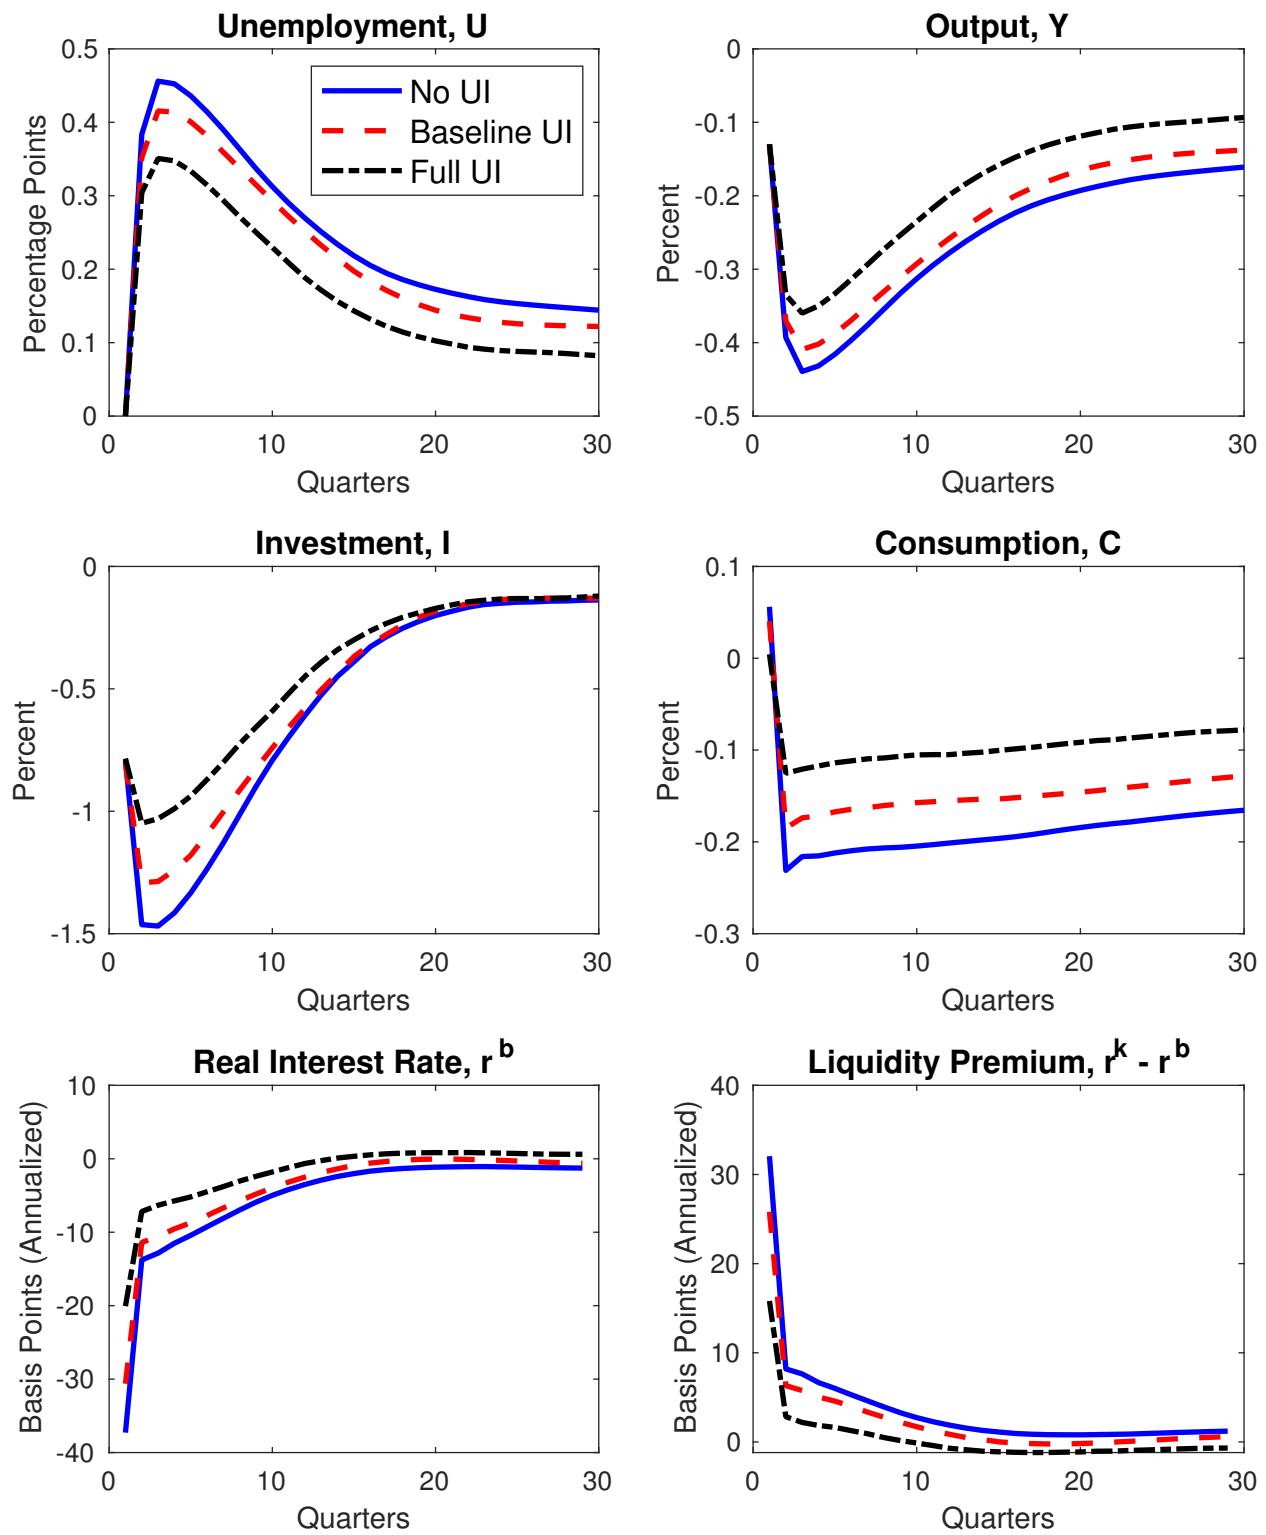 Unemployment, U
0.5
0.4
0.3
0.2
0.1
0
Percentage Points
No UI
Baseline UI
Full UI
0 10 20 30
Quarters
Output, Y
0
-0.1
-0.2
-0.3
-0.4
-0.5
Percent
0 10 20 30
Quarters
Investment, I
0
-0.5
-1
-1.5
Percent
0 10 20 30
Quarters
Consumption, C
0.1
0
-0.1
-0.2
-0.3
Percent
0 10 20 30
Quarters
Real Interest Rate, r^b
10
0
-10
-20
-30
-40
Basis Points (Annualized)
0 10 20 30
Quarters
Liquidity Premium, r^k - r^b
40
30
20
10
0
Basis Points (Annualized)
0 10 20 30
Quarters